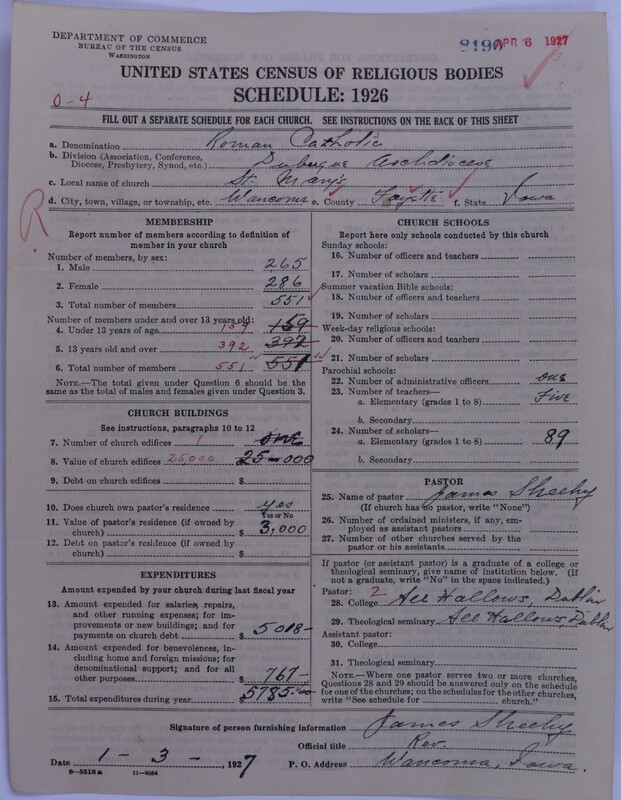 DEPARTMENT OF COMMERCE
BUREAU OF THE CENSUS
WASHINGTON
8190 APR 6 1927
UNITED STATES CENSUS OF RELIGIOUS BODIES
SCHEDULE: 1926
0-4
FILL OUT A SEPARATE SCHEDULE FOR EACH CHURCH. SEE INSTRUCTIONS ON THE BACK OF THIS SHEET
a. Denomination Roman Catholic
b. Division (Association, Conference, Diocese, Presbytery, Synod, etc.) Dubuque Archdiocese
c. Local name of church St. Mary's
d. City, town, village, or township, etc. Waucoma e. County Fayette f. State Iowa
R
MEMBERSHIP
Report number of members according to definition of member in your church
Number of members, by sex:
1. Male 265
2. Female 286
3. Total number of members 551
Number of members under and over 13 years old:
4. Under 13 years of age 159 159
5. 13 years old and over 392 392
6. Total number of members 551 551
NOTE.—The total given under Question 6 should be the same as the total of males and females given under Question 3.
CHURCH BUILDINGS
See instructions, paragraphs 10 to 12
7. Number of church edifices 1 one
8. Value of church edifices 25,000 $ 25-000
9. Debt on church edifices $
10. Does church own pastor's residence yes
Yes or No
11. Value of pastor's residence (if owned by church) $ 3,000
12. Debt on pastor's residence (if owned by church) $
EXPENDITURES
Amount expended by your church during last fiscal year
13. Amount expended for salaries, repairs, and other running expenses; for improvements or new buildings; and for payments on church debt $ 5018-
14. Amount expended for benevolences, including home and foreign missions; for denominational support; and for all other purposes $ 767-
15. Total expenditures during year $ 5785.00
CHURCH SCHOOLS
Report here only schools conducted by this church
Sunday schools:
16. Number of officers and teachers
17. Number of scholars
Summer vacation Bible schools:
18. Number of officers and teachers
19. Number of scholars
Week-day religious schools:
20. Number of officers and teachers
21. Number of scholars
Parochial schools:
22. Number of administrative officers one
23. Number of teachers—
a. Elementary (grades 1 to 8) Five
b. Secondary
24. Number of scholars—
a. Elementary (grades 1 to 8) 89
b. Secondary
PASTOR
25. Name of pastor James Sheehy
(If church has no pastor, write "None")
26. Number of ordained ministers, if any, employed as assistant pastors
27. Number of other churches served by the pastor or his assistants
If pastor (or assistant pastor) is a graduate of a college or theological seminary, give name of institution below. (If not a graduate, write "No" in the space indicated.)
Pastor: 2
28. College All Hallows, Dublin
29. Theological seminary All Hallows, Dublin
Assistant pastor:
30. College
31. Theological seminary
NOTE.—Where one pastor serves two or more churches, Questions 28 and 29 should be answered only on the schedule for one of the churches; on the schedules for the other churches, write "See schedule for church."
Signature of person furnishing information James Sheehy
Official title Rev.
Date 1 - 3 -, 1927 P. O. Address Waucoma, Iowa
8—5518 a 11—9084